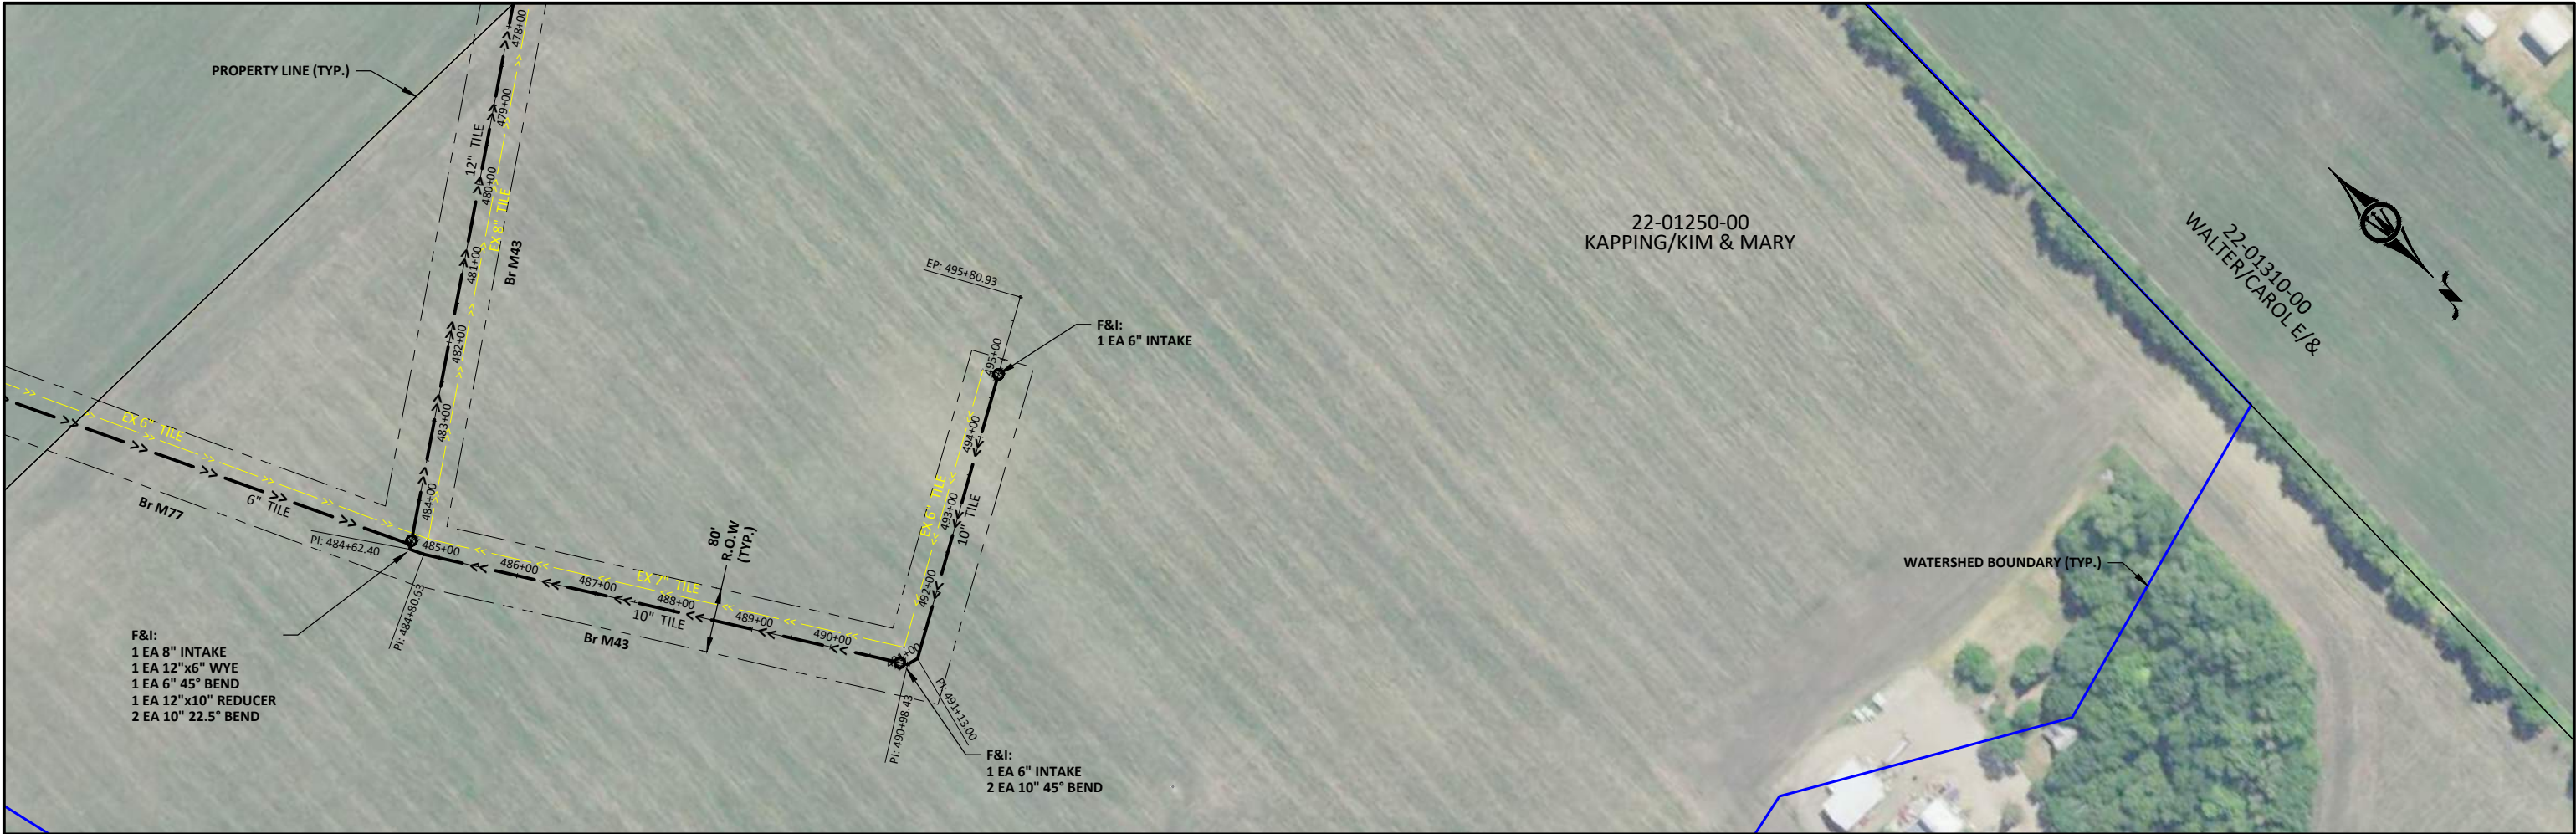 PROPERTY LINE (TYP.)
478+00
479+00
12" TILE
480+00
EX 8" TILE
481+00
Br M43
482+00
483+00
484+00
EX 6" TILE
6" TILE
Br M77
PI: 484+62.40
485+00
PI: 484+80.63
F&I:
1 EA 8" INTAKE
1 EA 12"x6" WYE
1 EA 6" 45° BEND
1 EA 12"x10" REDUCER
2 EA 10" 22.5° BEND
486+00
487+00
EX 7" TILE
488+00
10" TILE
489+00
490+00
Br M43
80'
R.O.W
(TYP.)
491+00
PI: 490+98.43
PI: 491+13.00
F&I:
1 EA 6" INTAKE
2 EA 10" 45° BEND
492+00
EX 6" TILE
493+00
10" TILE
494+00
495+00
EP: 495+80.93
F&I:
1 EA 6" INTAKE
22-01250-00
KAPPING/KIM & MARY
22-01310-00
WALTER/CAROL E/&
N
WATERSHED BOUNDARY (TYP.)